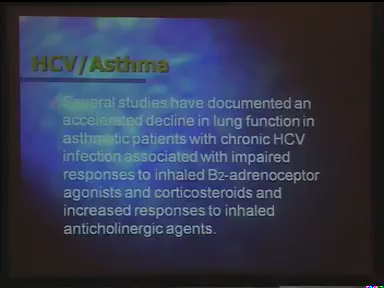 HCV/Asthma
Several studies have documented an
accelerated decline in lung function in
asthmatic patients with chronic HCV
infection associated with impaired
responses to inhaled B2-adrenoceptor
agonists and corticosteroids and
increased responses to inhaled
anticholinergic agents.